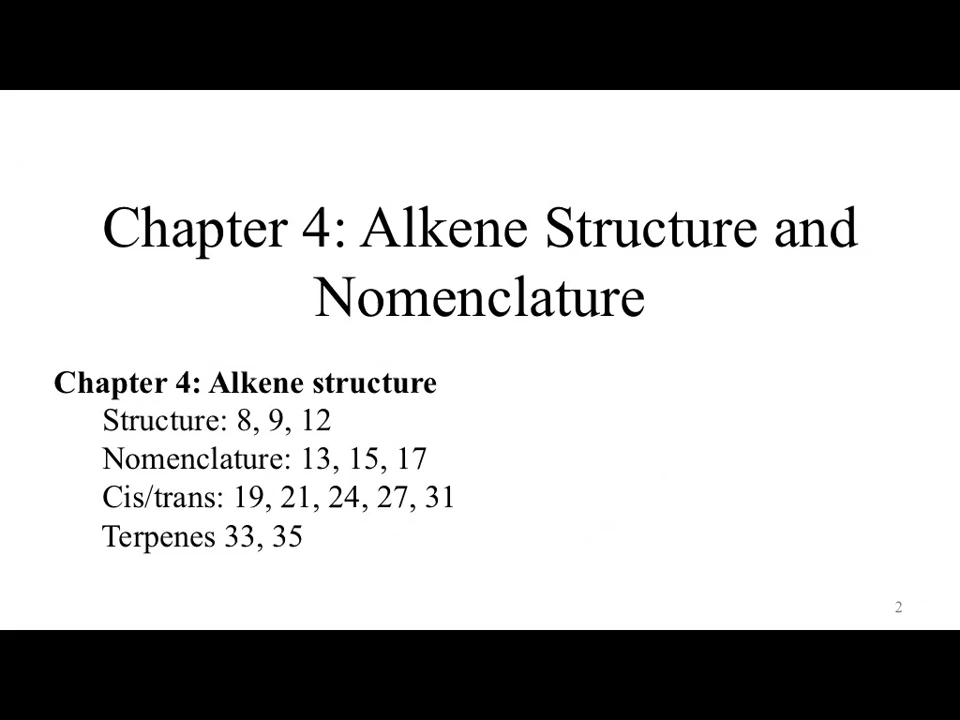 Chapter 4: Alkene Structure and
Nomenclature
Chapter 4: Alkene structure
Structure: 8, 9, 12
Nomenclature: 13, 15, 17
Cis/trans: 19, 21, 24, 27, 31
Terpenes 33, 35
2